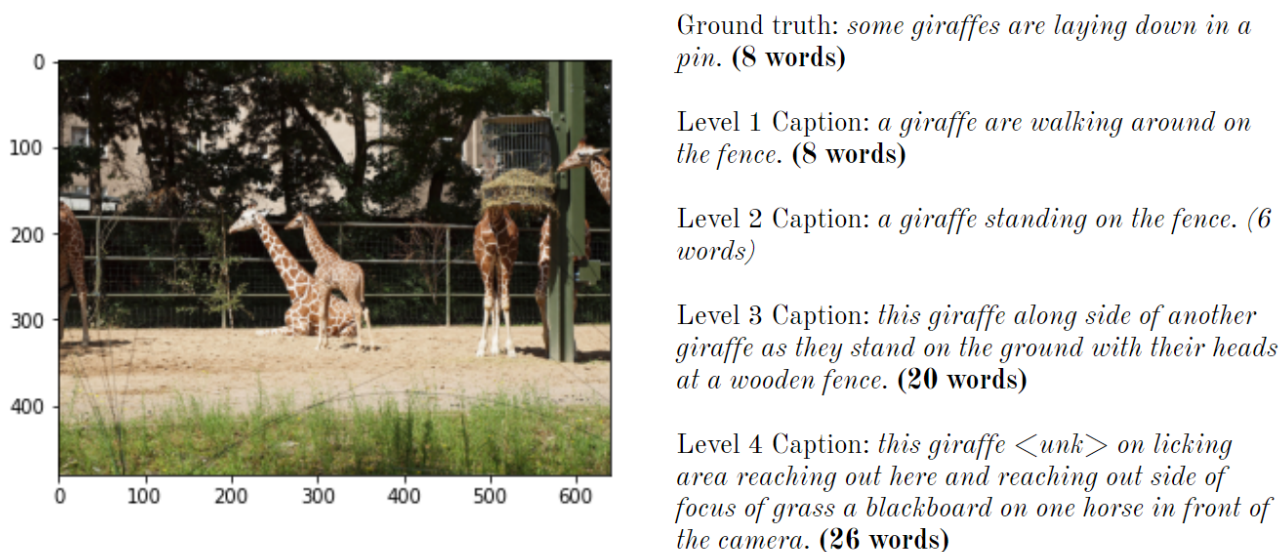 Ground truth: some giraffes are laying down in a
pin. (8 words)
Level 1 Caption: a giraffe are walking around on
the fence. (8 words)
Level 2 Caption: a giraffe standing on the fence. (6
words)
Level 3 Caption: this giraffe along side of another
giraffe as they stand on the ground with their heads
at a wooden fence. (20 words)
Level 4 Caption: this giraffe <unk> on licking
area reaching out here and reaching out side of
focus of grass a blackboard on one horse in front of
the camera. (26 words)
0
100
200
300
400
0 100 200 300 400 500 600